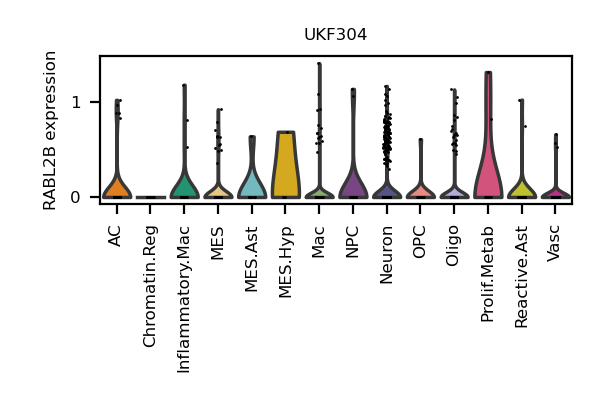 UKF304
RABL2B expression
1
0
AC
Chromatin.Reg
Inflammatory.Mac
MES
MES.Ast
MES.Hyp
Mac
NPC
Neuron
OPC
Oligo
Prolif.Metab
Reactive.Ast
Vasc